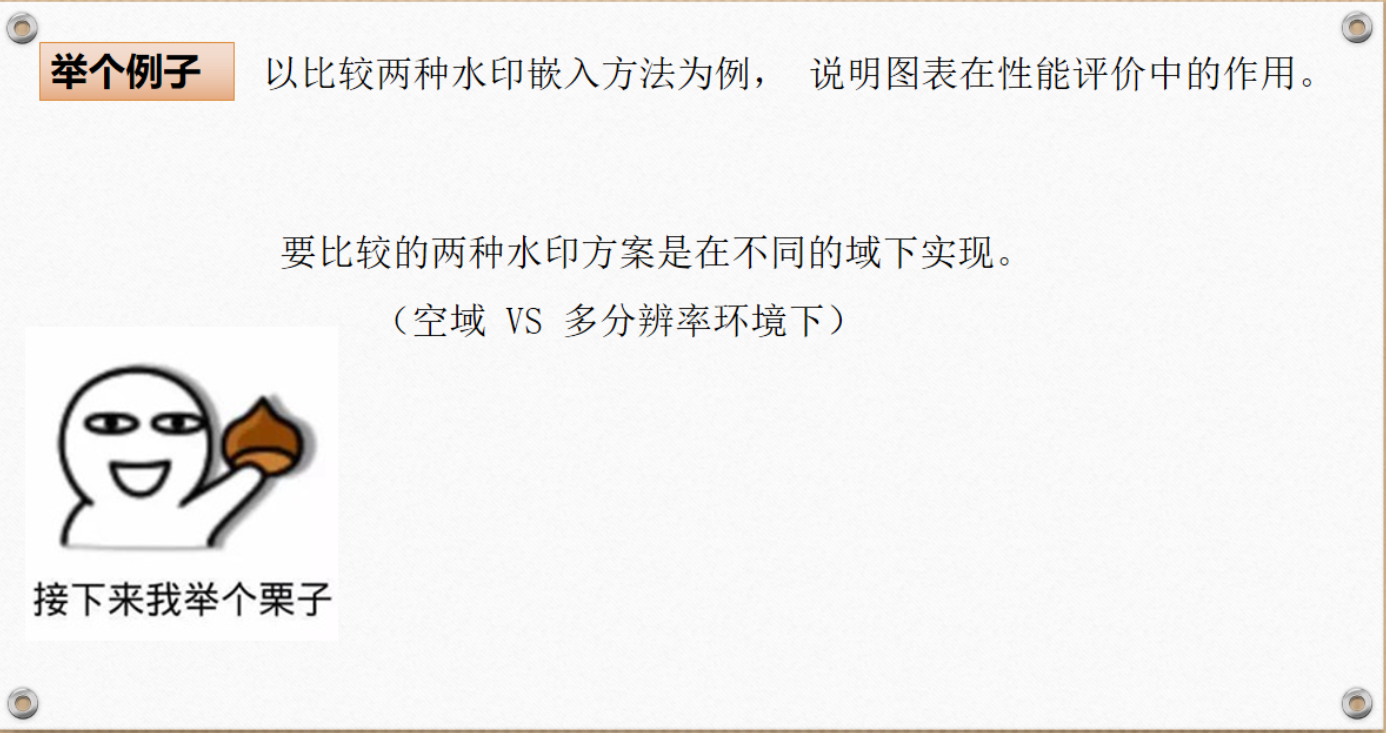 举个例子 以比较两种水印嵌入方法为例， 说明图表在性能评价中的作用。
要比较的两种水印方案是在不同的域下实现。
（空域 VS 多分辨率环境下）
接下来我举个栗子